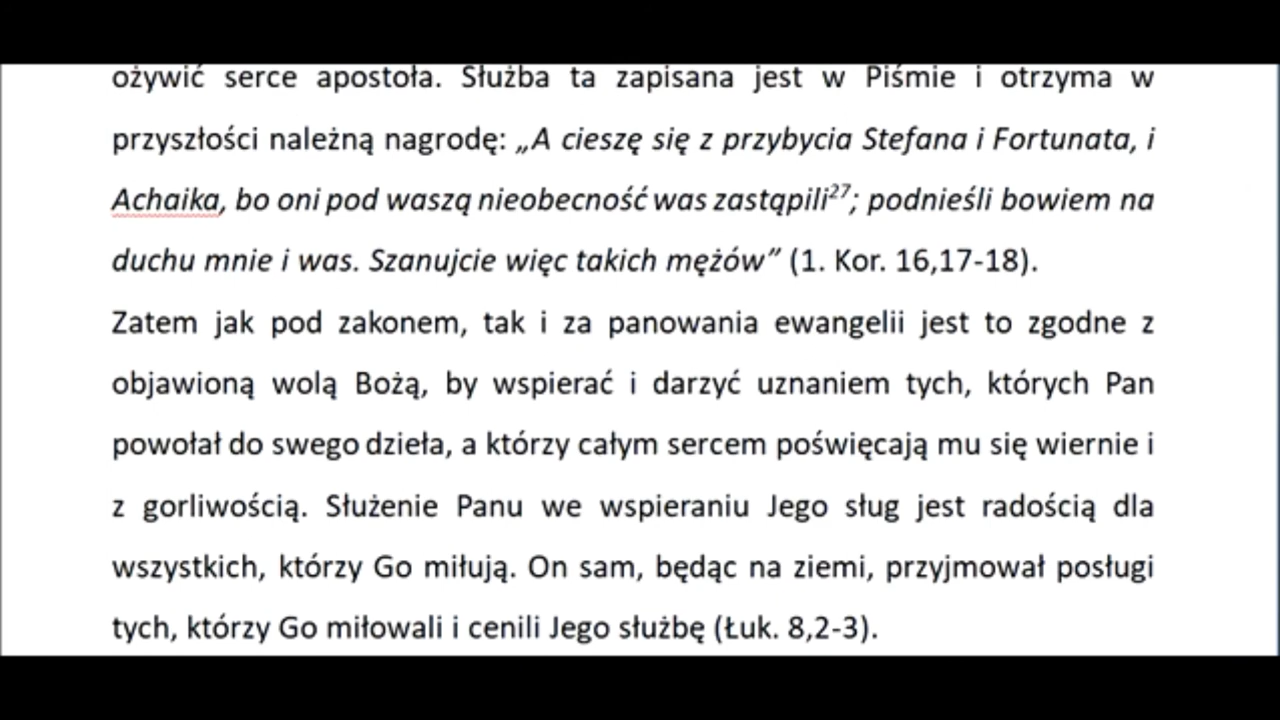 ożywić serce apostoła. Służba ta zapisana jest w Piśmie i otrzyma w
przyszłości należną nagrodę: „A cieszę się z przybycia Stefana i Fortunata, i
Achaika, bo oni pod waszą nieobecność was zastąpili27; podnieśli bowiem na
duchu mnie i was. Szanujcie więc takich mężów” (1. Kor. 16,17-18).
Zatem jak pod zakonem, tak i za panowania ewangelii jest to zgodne z
objawioną wolą Bożą, by wspierać i darzyć uznaniem tych, których Pan
powołał do swego dzieła, a którzy całym sercem poświęcają mu się wiernie i
z gorliwością. Służenie Panu we wspieraniu Jego sług jest radością dla
wszystkich, którzy Go miłują. On sam, będąc na ziemi, przyjmował posługi
tych, którzy Go miłowali i cenili Jego służbę (Łuk. 8,2-3).